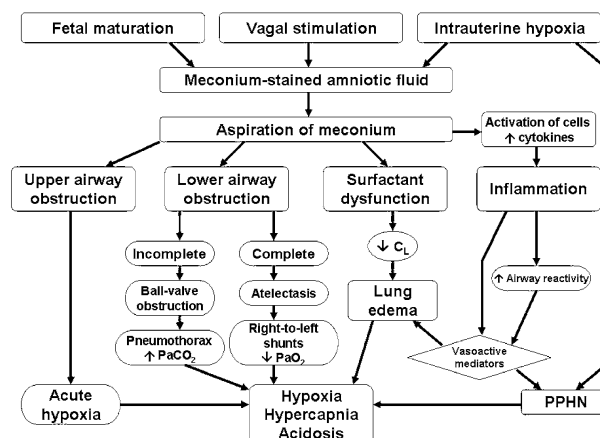 Fetal maturation
Vagal stimulation
Intrauterine hypoxia
Meconium-stained amniotic fluid
Aspiration of meconium
Activation of cells
↑ cytokines
Upper airway
obstruction
Lower airway
obstruction
Surfactant
dysfunction
Inflammation
Incomplete
Complete
↓ CL
↑ Airway reactivity
Ball-valve
obstruction
Atelectasis
Lung
edema
Pneumothorax
↑ PaCO2
Right-to-left
shunts
↓ PaO2
Vasoactive
mediators
Acute
hypoxia
Hypoxia
Hypercapnia
Acidosis
PPHN